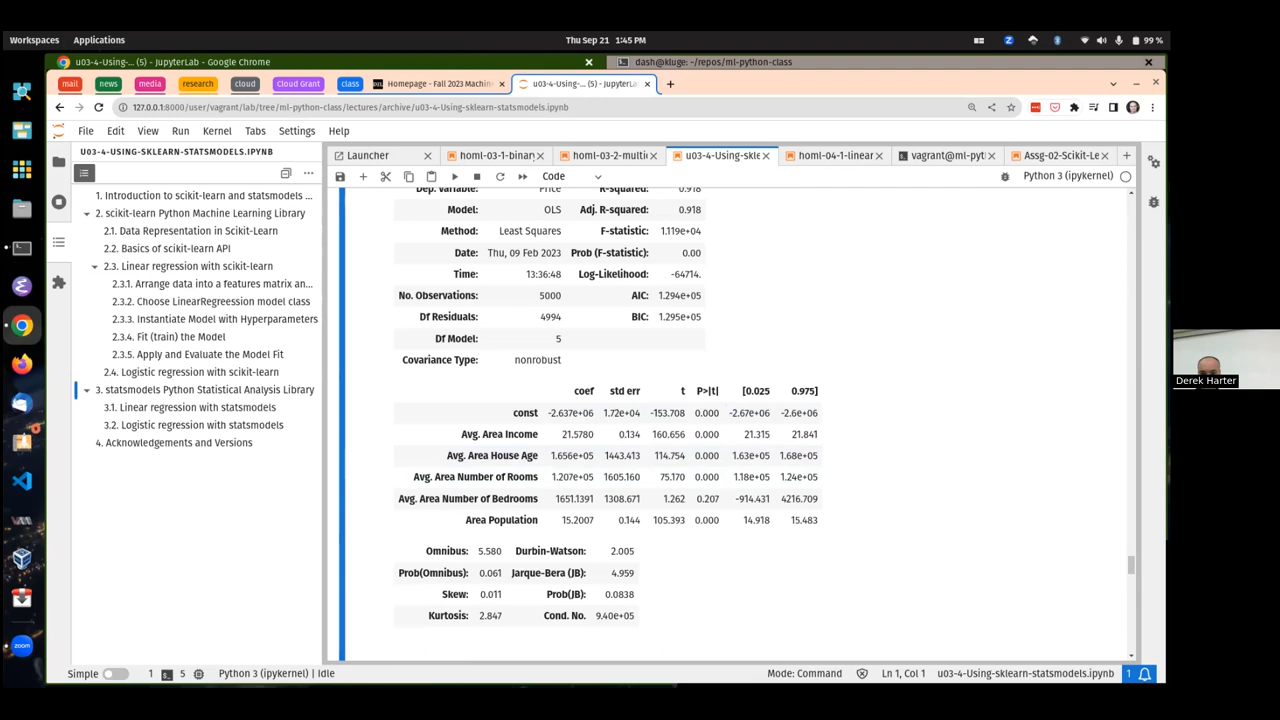 Workspaces Applications Thu Sep 21 1:45 PM 99 %
u03-4-Using-... (5) - JupyterLab - Google Chrome dash@kluge: ~/repos/ml-python-class
mail news media research cloud Cloud Grant class Homepage - Fall 2023 Machin u03-4-Using-... (5) - JupyterLab
127.0.0.1:8000/user/vagrant/lab/tree/ml-python-class/lectures/archive/u03-4-Using-sklearn-statsmodels.ipynb
File Edit View Run Kernel Tabs Settings Help
U03-4-USING-SKLEARN-STATSMODELS.IPYNB
Launcher homl-03-1-binary homl-03-2-multi u03-4-Using-skle homl-04-1-linear vagrant@ml-pyt Assg-02-Scikit-Le
Code Python 3 (ipykernel)
1. Introduction to scikit-learn and statsmodels ...
2. scikit-learn Python Machine Learning Library
2.1. Data Representation in Scikit-Learn
2.2. Basics of scikit-learn API
2.3. Linear regression with scikit-learn
2.3.1. Arrange data into a features matrix an...
2.3.2. Choose LinearRegreession model class
2.3.3. Instantiate Model with Hyperparameters
2.3.4. Fit (train) the Model
2.3.5. Apply and Evaluate the Model Fit
2.4. Logistic regression with scikit-learn
3. statsmodels Python Statistical Analysis Library
3.1. Linear regression with statsmodels
3.2. Logistic regression with statsmodels
4. Acknowledgements and Versions
Dep. Variable: Price R-squared: 0.918
Model: OLS Adj. R-squared: 0.918
Method: Least Squares F-statistic: 1.119e+04
Date: Thu, 09 Feb 2023 Prob (F-statistic): 0.00
Time: 13:36:48 Log-Likelihood: -64714.
No. Observations: 5000 AIC: 1.294e+05
Df Residuals: 4994 BIC: 1.295e+05
Df Model: 5
Covariance Type: nonrobust
coef std err t P>|t| [0.025 0.975]
const -2.637e+06 1.72e+04 -153.708 0.000 -2.67e+06 -2.6e+06
Avg. Area Income 21.5780 0.134 160.656 0.000 21.315 21.841
Avg. Area House Age 1.656e+05 1443.413 114.754 0.000 1.63e+05 1.68e+05
Avg. Area Number of Rooms 1.207e+05 1605.160 75.170 0.000 1.18e+05 1.24e+05
Avg. Area Number of Bedrooms 1651.1391 1308.671 1.262 0.207 -914.431 4216.709
Area Population 15.2007 0.144 105.393 0.000 14.918 15.483
Omnibus: 5.580 Durbin-Watson: 2.005
Prob(Omnibus): 0.061 Jarque-Bera (JB): 4.959
Skew: 0.011 Prob(JB): 0.0838
Kurtosis: 2.847 Cond. No. 9.40e+05
Derek Harter
zoom
Simple 1 5 Python 3 (ipykernel) | Idle Mode: Command Ln 1, Col 1 u03-4-Using-sklearn-statsmodels.ipynb 1